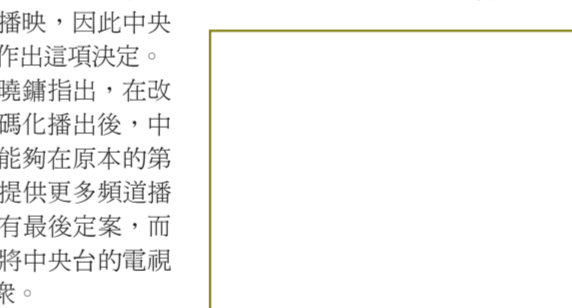 播映，因此中央
作出這項決定。
曉鏞指出，在改
碼化播出後，中
能夠在原本的第
提供更多頻道播
有最後定案，而
將中央台的電視
衆。